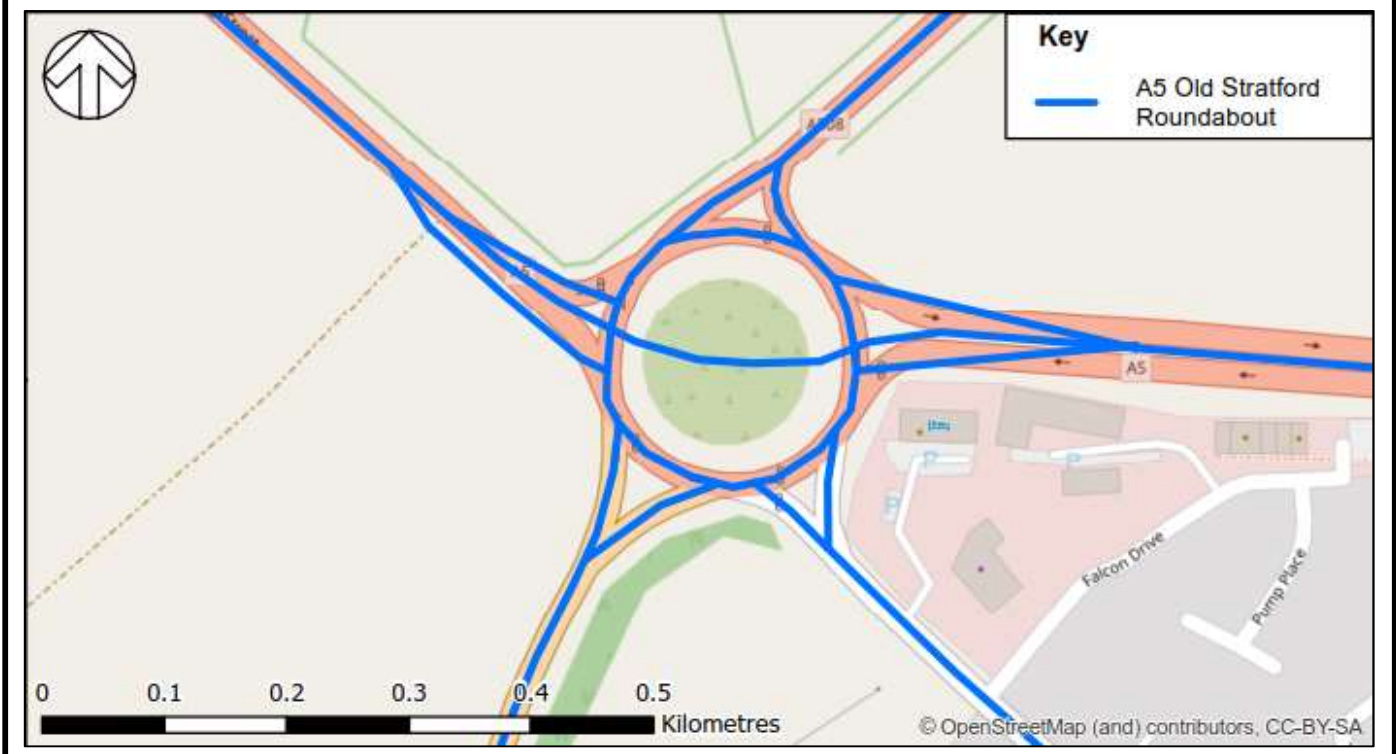 Key
A5 Old Stratford
Roundabout
A508
A5
A5
Falcon Drive
Pump Place
0 0.1 0.2 0.3 0.4 0.5
Kilometres
© OpenStreetMap (and) contributors, CC-BY-SA